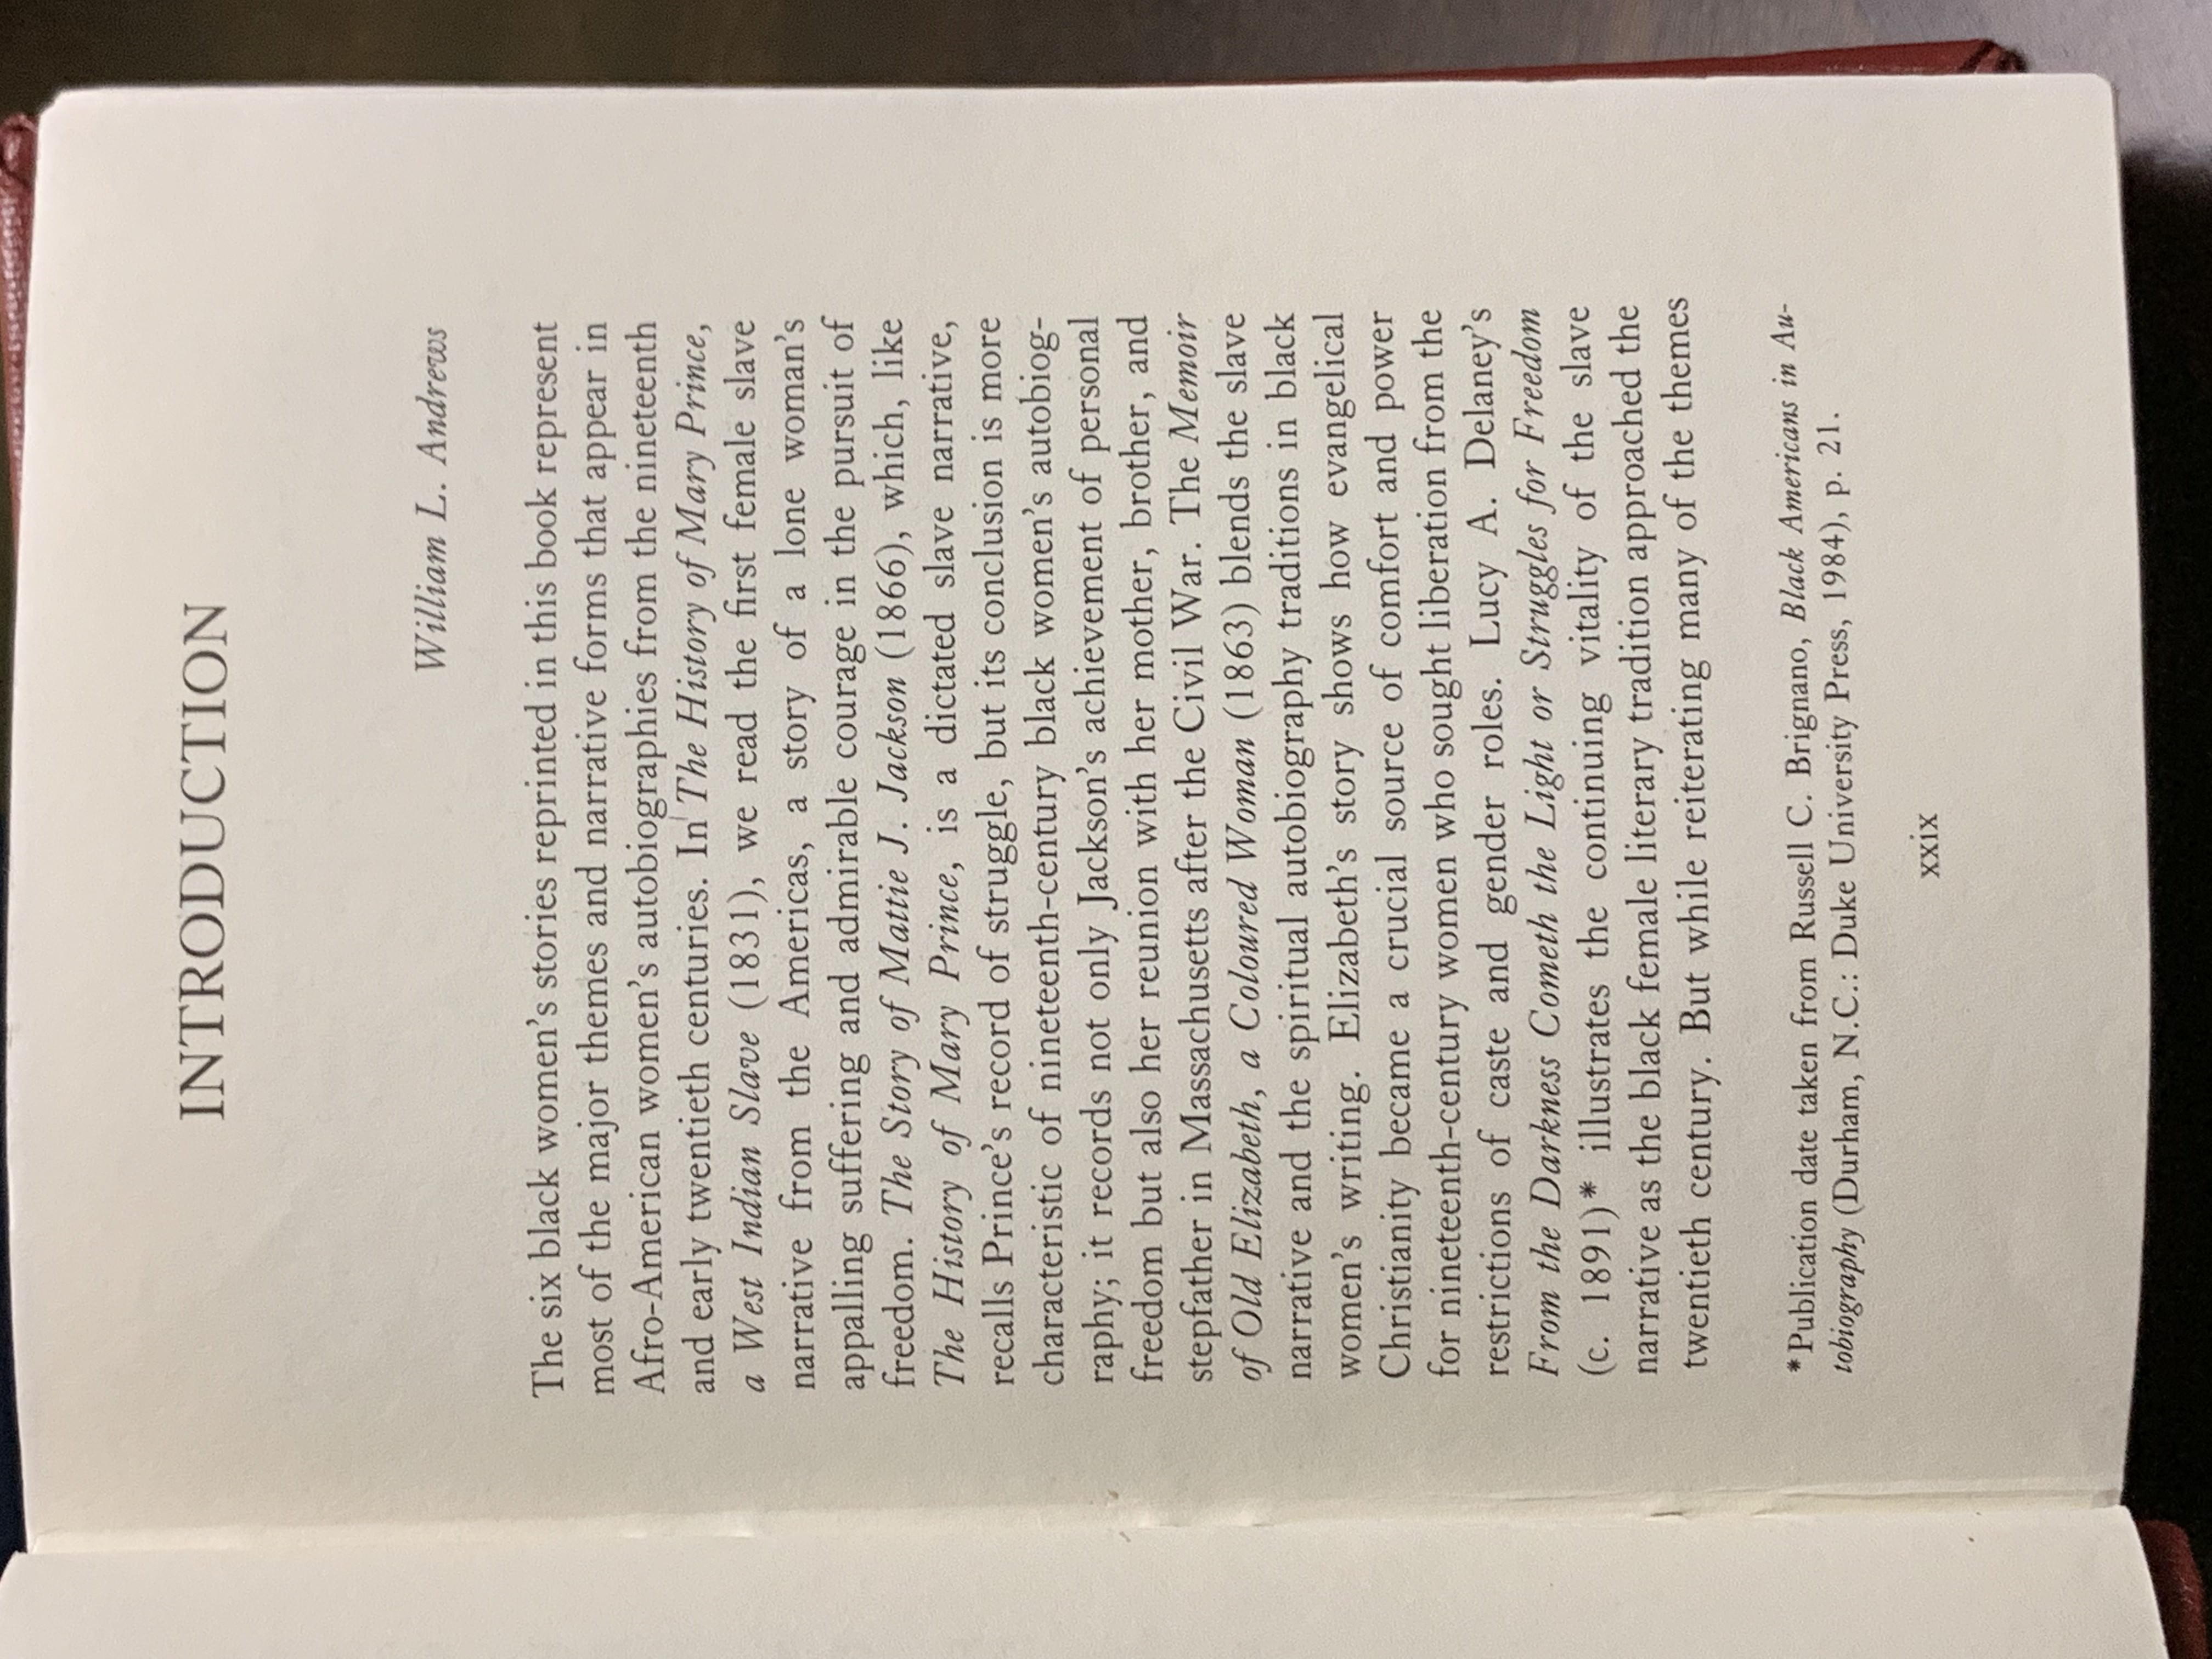 INTRODUCTION
William L. Andrews
The six black women's stories reprinted in this book represent
most of the major themes and narrative forms that appear in
Afro-American women's autobiographies from the nineteenth
and early twentieth centuries. In The History of Mary Prince,
a West Indian Slave (1831), we read the first female slave
narrative from the Americas, a story of a lone woman's
appalling suffering and admirable courage in the pursuit of
freedom. The Story of Mattie J. Jackson (1866), which, like
The History of Mary Prince, is a dictated slave narrative,
recalls Prince's record of struggle, but its conclusion is more
characteristic of nineteenth-century black women's autobiog-
raphy; it records not only Jackson's achievement of personal
freedom but also her reunion with her mother, brother, and
stepfather in Massachusetts after the Civil War. The Memoir
of Old Elizabeth, a Coloured Woman (1863) blends the slave
narrative and the spiritual autobiography traditions in black
women's writing. Elizabeth's story shows how evangelical
Christianity became a crucial source of comfort and power
for nineteenth-century women who sought liberation from the
restrictions of caste and gender roles. Lucy A. Delaney's
From the Darkness Cometh the Light or Struggles for Freedom
(c. 1891)* illustrates the continuing vitality of the slave
narrative as the black female literary tradition approached the
twentieth century. But while reiterating many of the themes
*Publication date taken from Russell C. Brignano, Black Americans in Au-
tobiography (Durham, N.C.: Duke University Press, 1984), p. 21.
xxix